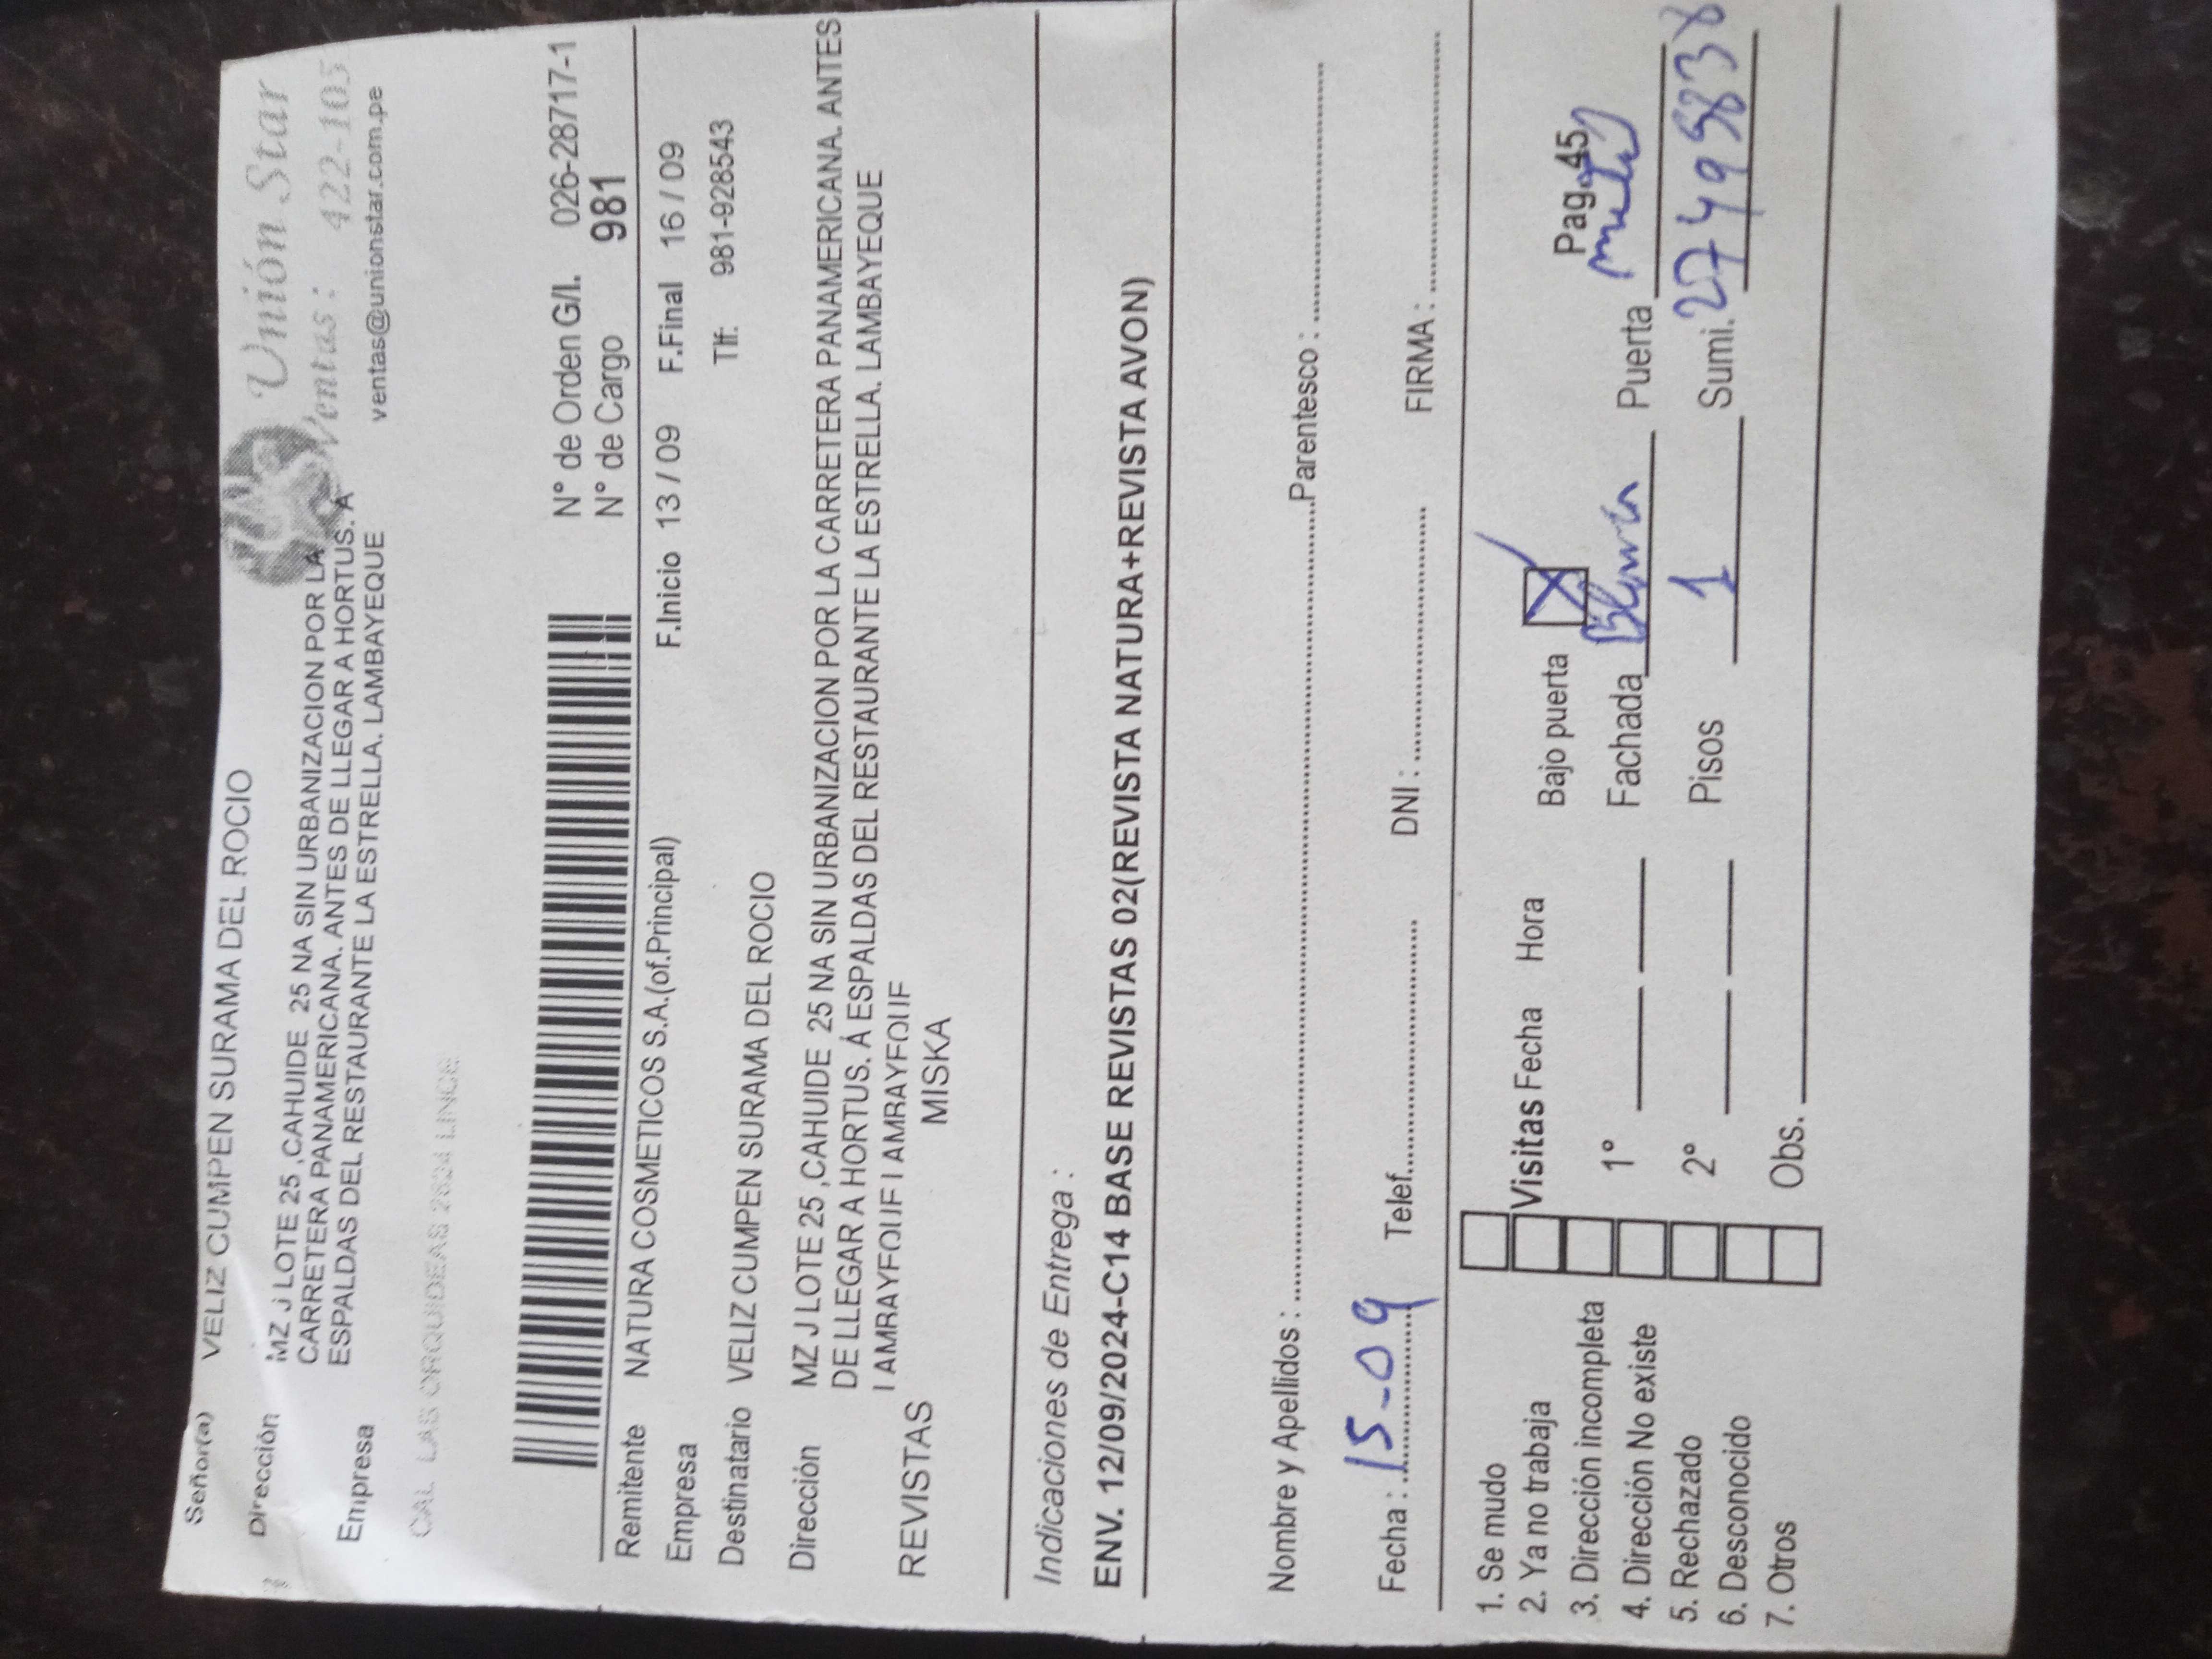 Señor(a) VELIZ CUMPEN SURAMA DEL ROCIO
Unión Star
Dirección MZ J LOTE 25 ,CAHUIDE 25 NA SIN URBANIZACION POR LA
Ventas: 422-105
CARRETERA PANAMERICANA. ANTES DE LLEGAR A HORTUS. A
ventas@unionstar.com.pe
Empresa ESPALDAS DEL RESTAURANTE LA ESTRELLA. LAMBAYEQUE
CAL LAS ORQUIDEAS 2624 LINCE
N° de Orden G/I. 026-28717-1
N° de Cargo 981
Remitente NATURA COSMETICOS S.A.(of.Principal) F.Inicio 13 / 09 F.Final 16 / 09
Empresa Tlf: 981-928543
Destinatario VELIZ CUMPEN SURAMA DEL ROCIO
Dirección MZ J LOTE 25 ,CAHUIDE 25 NA SIN URBANIZACION POR LA CARRETERA PANAMERICANA. ANTES
DE LLEGAR A HORTUS. Á ESPALDAS DEL RESTAURANTE LA ESTRELLA. LAMBAYEQUE
REVISTAS
MISKA
Indicaciones de Entrega :
ENV. 12/09/2024-C14 BASE REVISTAS 02(REVISTA NATURA+REVISTA AVON)
Nombre y Apellidos : Parentesco :
Fecha : 15-09 Telef. DNI : FIRMA :
1. Se mudo
2. Ya no trabaja
3. Dirección incompleta
4. Dirección No existe
5. Rechazado
6. Desconocido
7. Otros
Visitas Fecha Hora
1°
2°
Obs.
Bajo puerta X
Pag.45
Fachada Puerta
Pisos 1 Sumi.